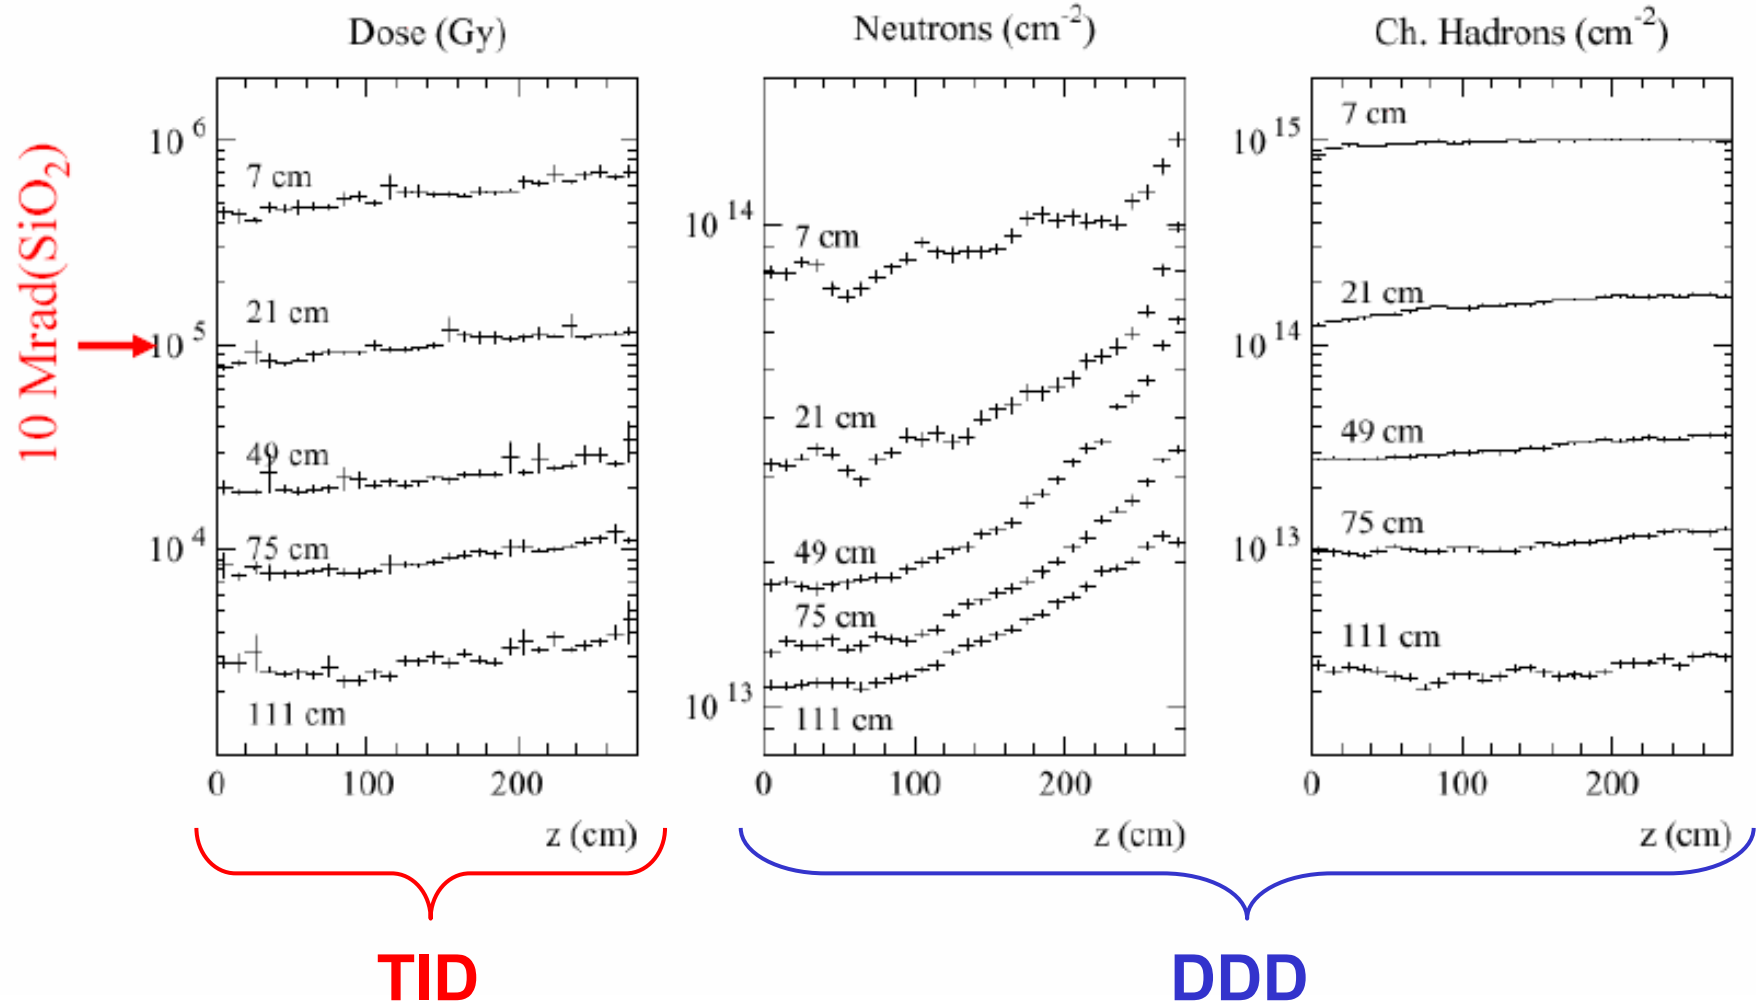 Dose (Gy)
Neutrons (cm-2)
Ch. Hadrons (cm-2)
10 Mrad(SiO2)
10 6
10 5
10 4
7 cm
21 cm
49 cm
75 cm
111 cm
0 100 200
z (cm)
10 14
10 13
7 cm
21 cm
49 cm
75 cm
111 cm
0 100 200
z (cm)
10 15
10 14
10 13
7 cm
21 cm
49 cm
75 cm
111 cm
0 100 200
z (cm)
TID
DDD